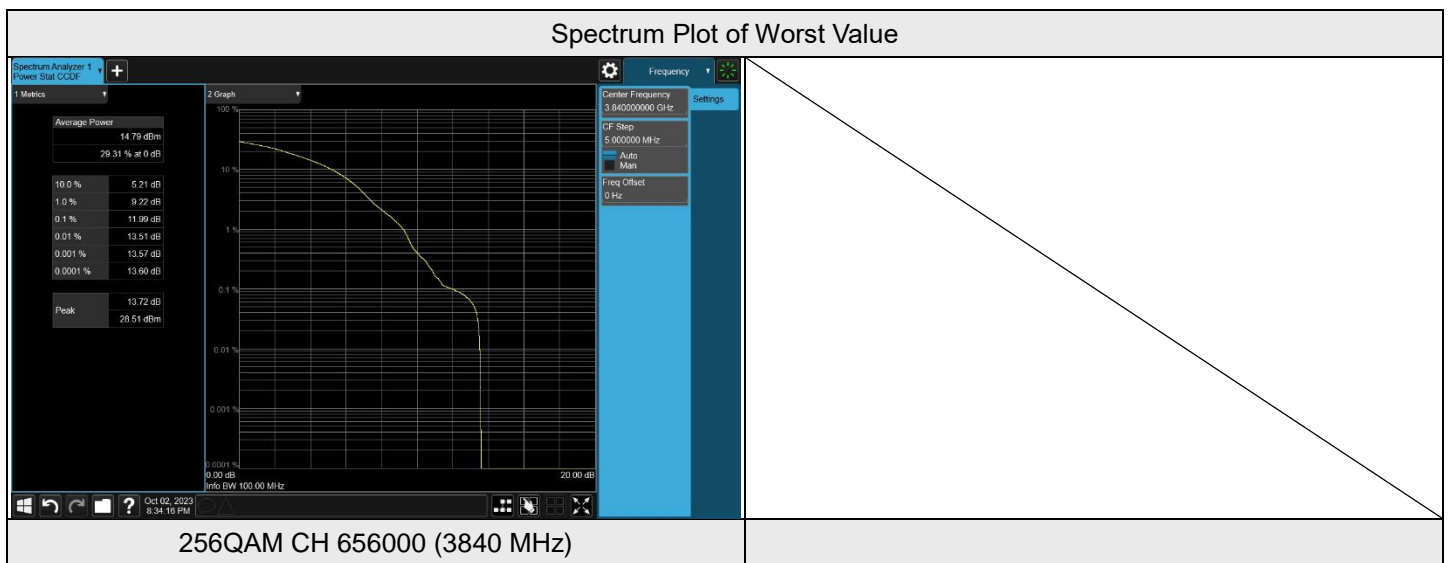 Spectrum Plot of Worst Value
Spectrum Analyzer 1
Power Stat CCDF
+
Frequency
1 Metrics
2 Graph
Center Frequency
3.840000000 GHz
Settings
CF Step
5.000000 MHz
Auto
Man
Freq Offset
0 Hz
Average Power
14.79 dBm
29.31 % at 0 dB
10.0 % 5.21 dB
1.0 % 9.22 dB
0.1 % 11.99 dB
0.01 % 13.51 dB
0.001 % 13.57 dB
0.0001 % 13.60 dB
Peak
13.72 dB
28.51 dBm
100 %
10 %
1 %
0.1 %
0.01 %
0.001 %
0.0001 %
0.00 dB 20.00 dB
Info BW 100.00 MHz
? Oct 02, 2023
8:34:16 PM
256QAM CH 656000 (3840 MHz)